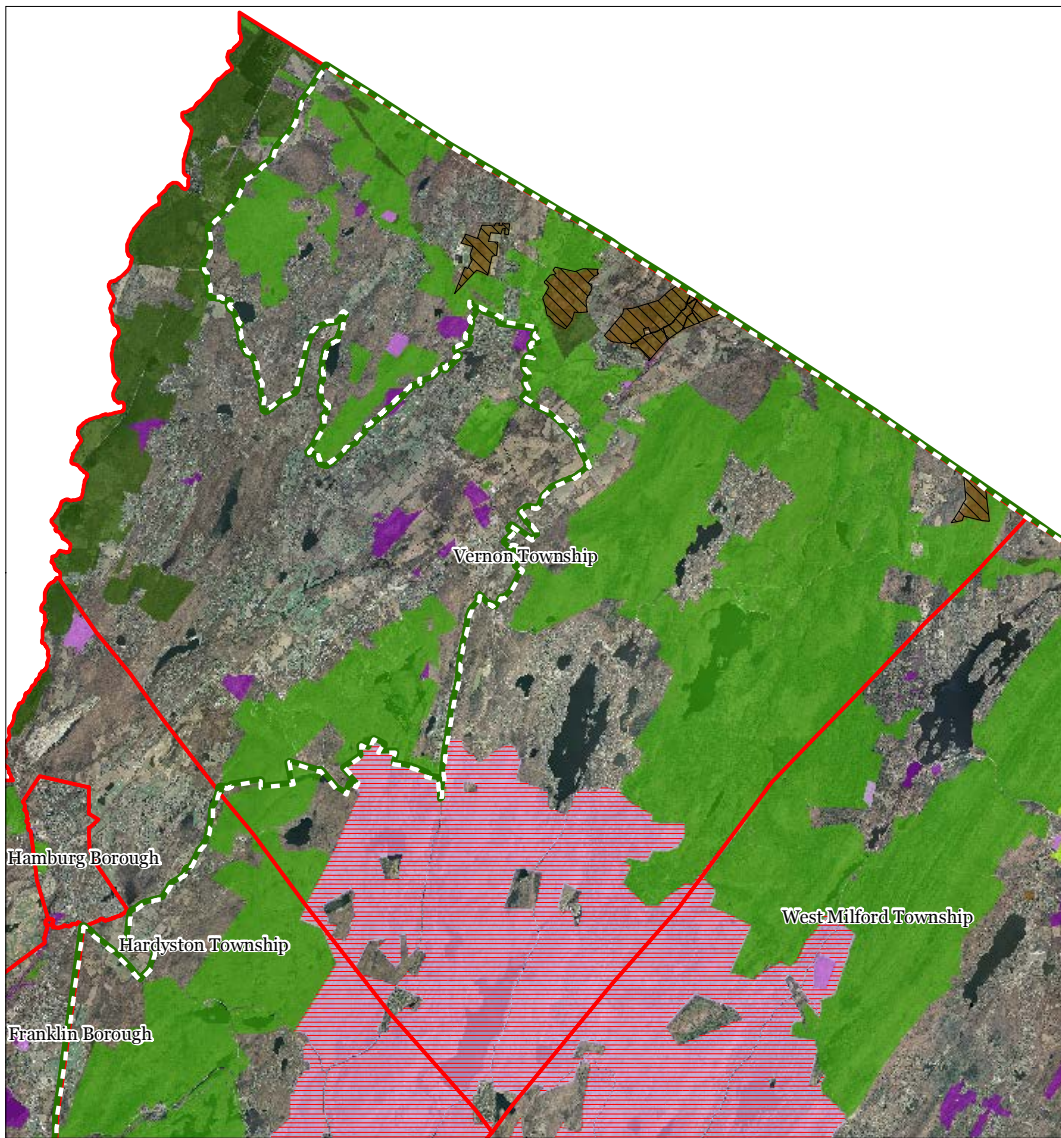 Vernon Township
Hamburg Borough
West Milford Township
Hardyston Township
Franklin Borough